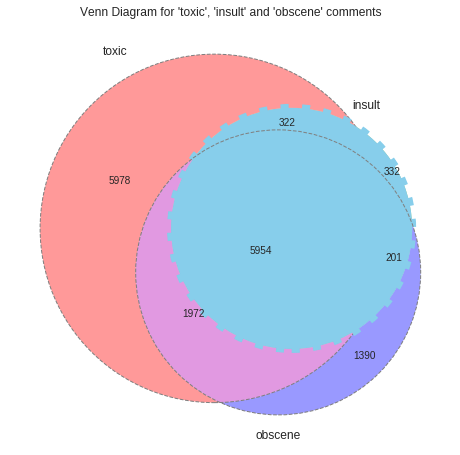 Venn Diagram for 'toxic', 'insult' and 'obscene' comments
toxic
insult
322
332
5978
5954
201
1972
1390
obscene